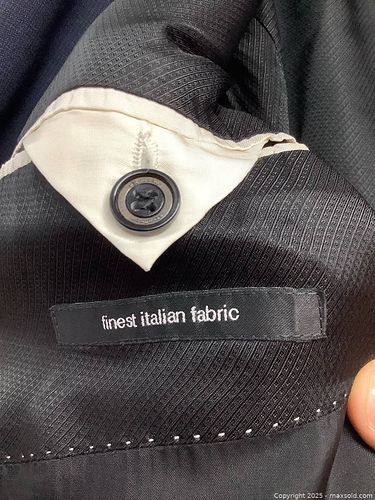 finest italian fabric
Copyright 2025 - maxsold.com